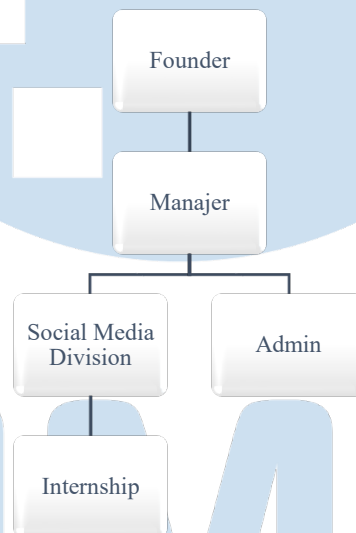 Founder
Manajer
Social Media
Division
Admin
Internship